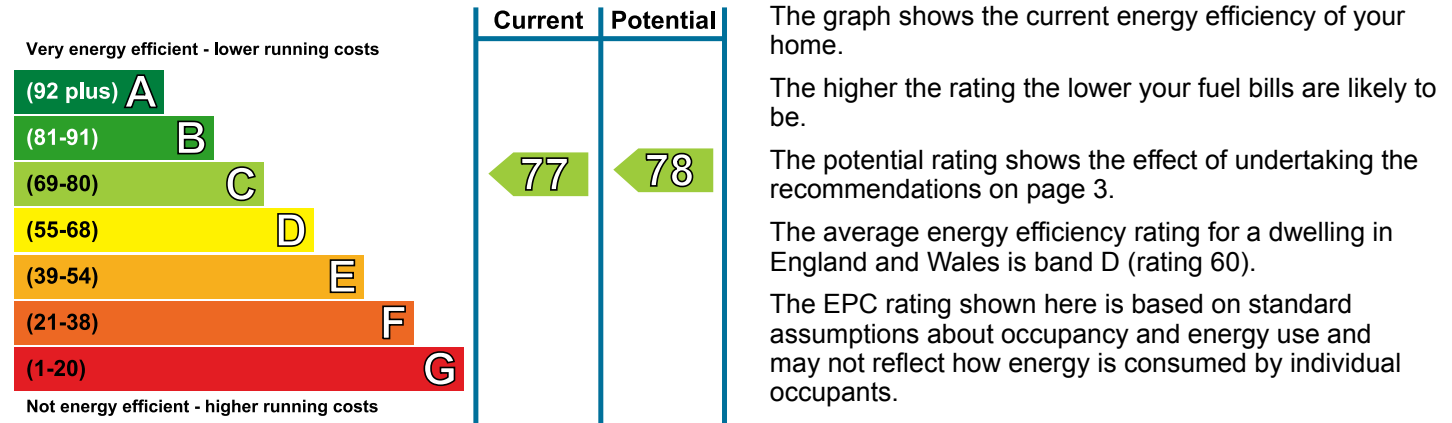 Current Potential
Very energy efficient - lower running costs
(92 plus) A
(81-91) B
(69-80) C
(55-68) D
(39-54) E
(21-38) F
(1-20) G
Not energy efficient - higher running costs
77 78
The graph shows the current energy efficiency of your
home.
The higher the rating the lower your fuel bills are likely to
be.
The potential rating shows the effect of undertaking the
recommendations on page 3.
The average energy efficiency rating for a dwelling in
England and Wales is band D (rating 60).
The EPC rating shown here is based on standard
assumptions about occupancy and energy use and
may not reflect how energy is consumed by individual
occupants.